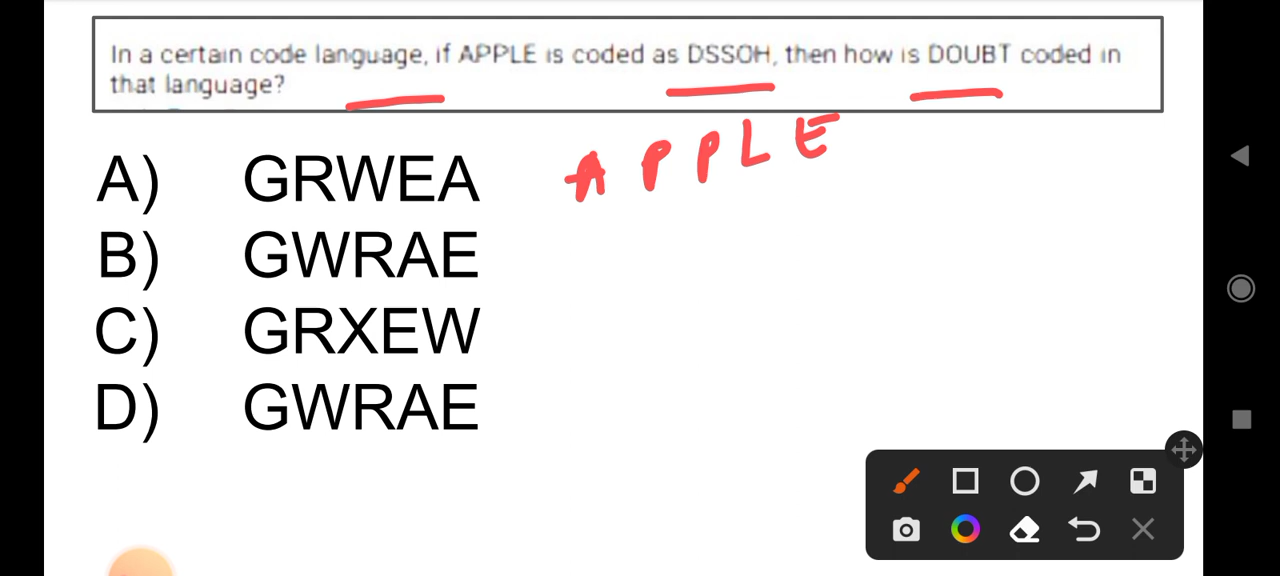 In a certain code language, if APPLE is coded as DSSOH, then how is DOUBT coded in
that language?
A P P L E
A) GRWEA
B) GWRAE
C) GRXEW
D) GWRAE